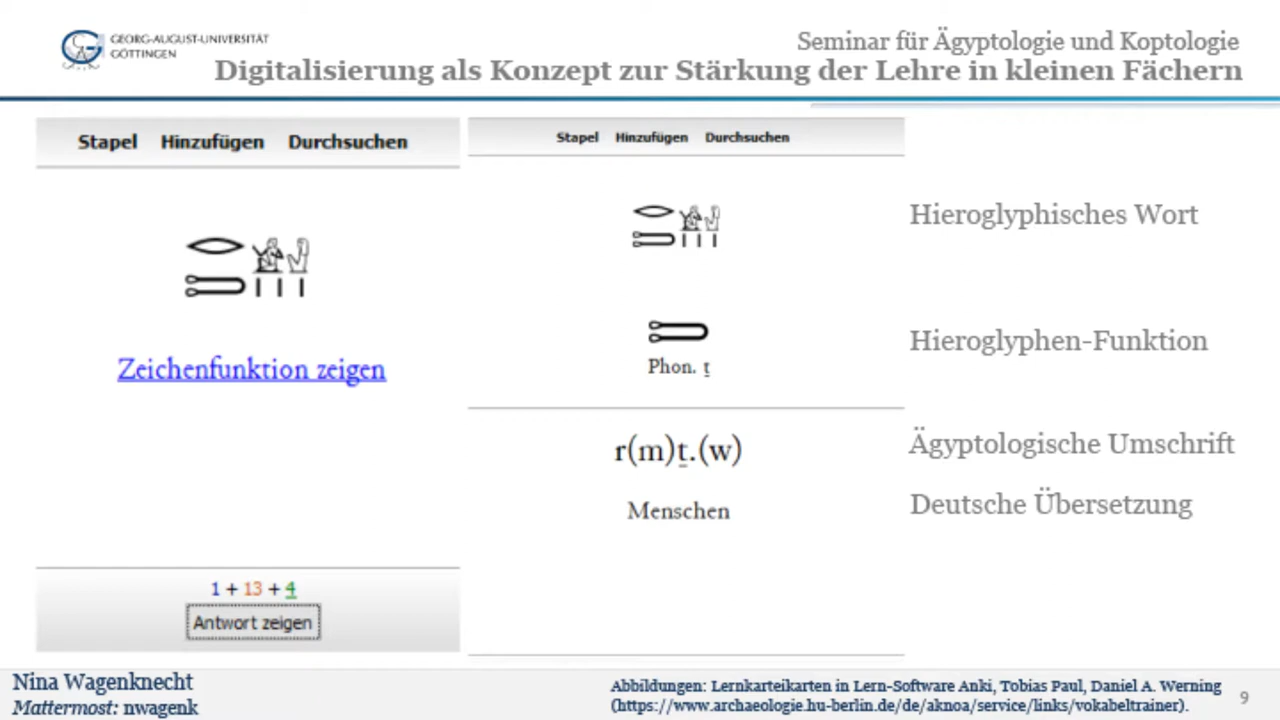 GEORG-AUGUST-UNIVERSITÄT
GÖTTINGEN
Seminar für Ägyptologie und Koptologie
Digitalisierung als Konzept zur Stärkung der Lehre in kleinen Fächern
Stapel Hinzufügen Durchsuchen
Zeichenfunktion zeigen
1 + 13 + 4
Antwort zeigen
Stapel Hinzufügen Durchsuchen
Hieroglyphisches Wort
Phon. ṯ
Hieroglyphen-Funktion
r(m)ṯ.(w)
Ägyptologische Umschrift
Menschen
Deutsche Übersetzung
Nina Wagenknecht
Mattermost: nwagenk
Abbildungen: Lernkarteikarten in Lern-Software Anki, Tobias Paul, Daniel A. Werning
(https://www.archaeologie.hu-berlin.de/de/aknoa/service/links/vokabeltrainer).
9